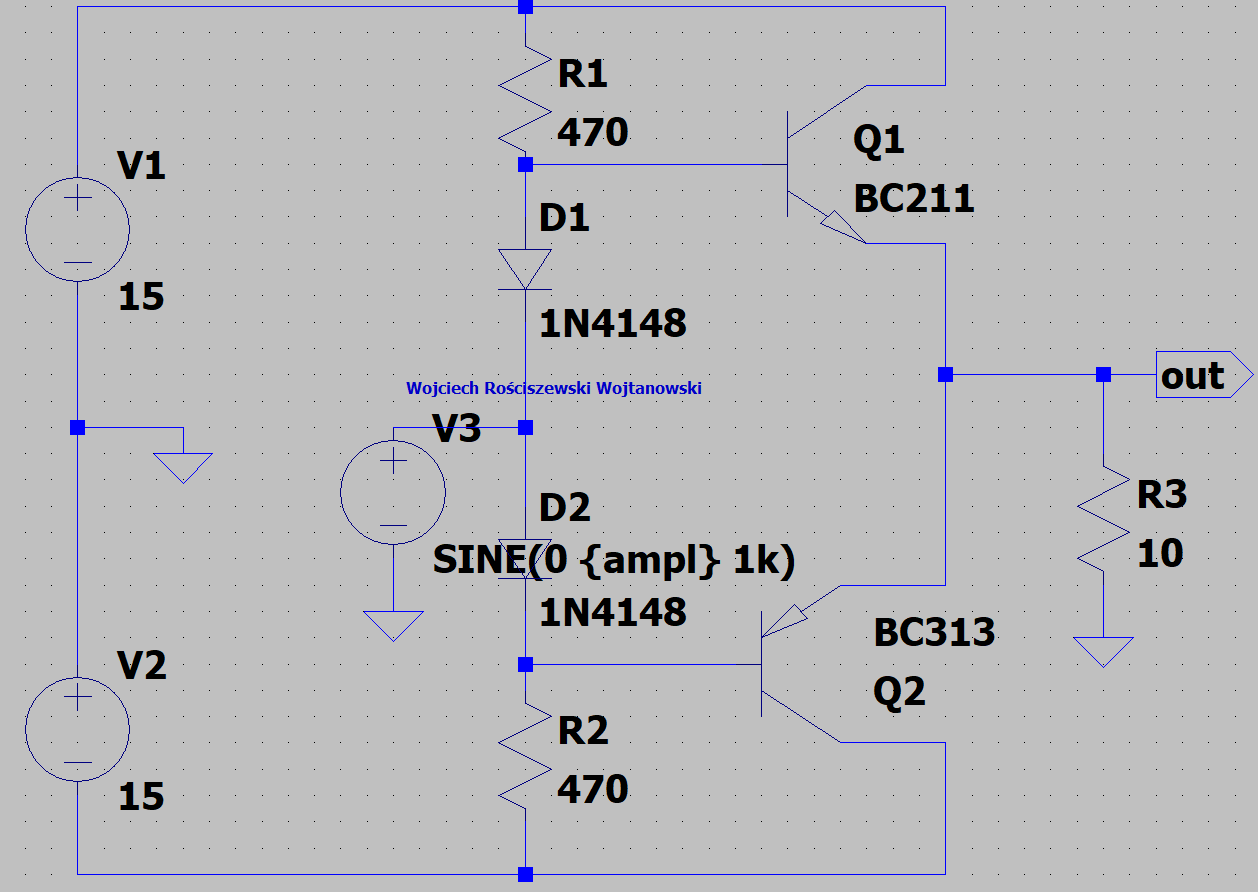 R1
470
V1
15
Q1
BC211
D1
1N4148
Wojciech Rościszewski Wojtanowski
V3
out
D2
SINE(0 {ampl} 1k)
1N4148
R3
10
BC313
Q2
V2
15
R2
470